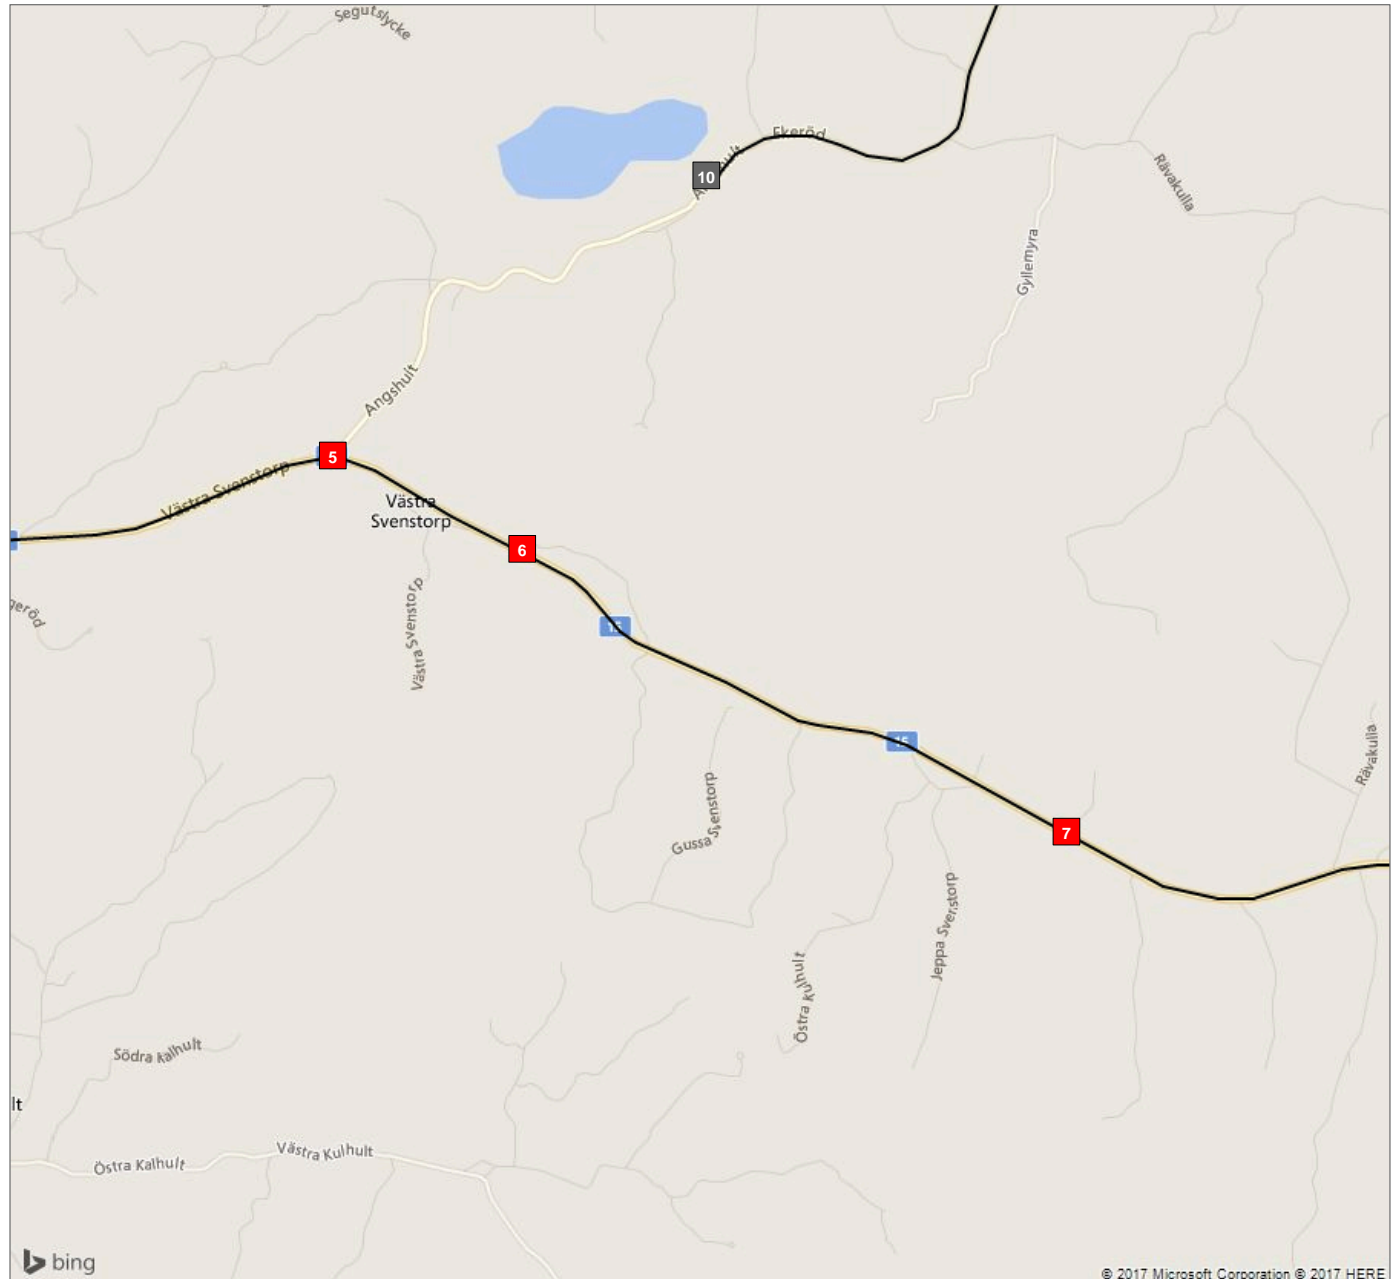 Segutslycke
Ekeröd
10
Rävakulla
Gyllemyra
Angshult
5
Västra Svenstorp
Västra
Svenstorp
6
Västra Svenstorp
15
15
Rävakulla
Gussa Svenstorp
7
Jeppa Svenstorp
Östra Kulhult
Södra Kalhult
lt
Västra Kulhult
Östra Kalhult
bing
© 2017 Microsoft Corporation © 2017 HERE